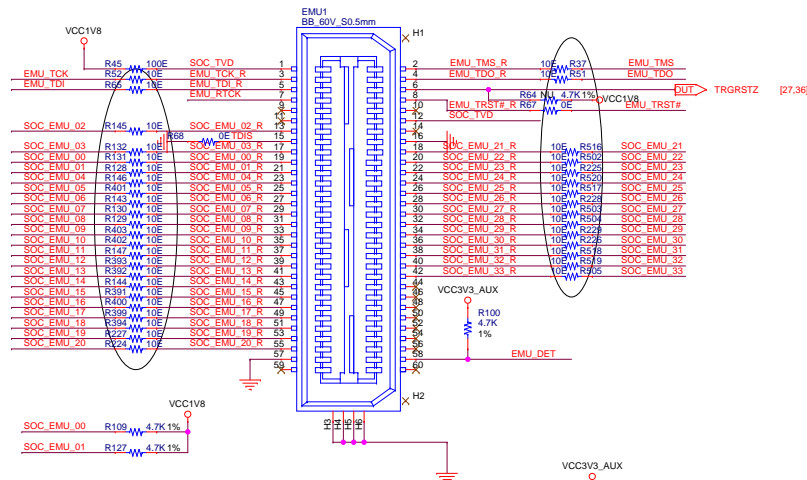 EMU1
BB_60V_S0.5mm
H1
VCC1V8
R45 100E SOC_TVD 1
EMU_TCK R52 10E EMU_TCK_R 3
EMU_TDI R65 10E EMU_TDI_R 5
EMU_RTCK 7
9
11
SOC_EMU_02 R145 10E SOC_EMU_02_R 13
R68 0E TDIS 15
SOC_EMU_03 R132 10E SOC_EMU_03_R 17
SOC_EMU_00 R131 10E SOC_EMU_00_R 19
SOC_EMU_01 R128 10E SOC_EMU_01_R 21
SOC_EMU_04 R146 10E SOC_EMU_04_R 23
SOC_EMU_05 R401 10E SOC_EMU_05_R 25
SOC_EMU_06 R143 10E SOC_EMU_06_R 27
SOC_EMU_07 R130 10E SOC_EMU_07_R 29
SOC_EMU_08 R129 10E SOC_EMU_08_R 31
SOC_EMU_09 R403 10E SOC_EMU_09_R 33
SOC_EMU_10 R402 10E SOC_EMU_10_R 35
SOC_EMU_11 R147 10E SOC_EMU_11_R 37
SOC_EMU_12 R393 10E SOC_EMU_12_R 39
SOC_EMU_13 R392 10E SOC_EMU_13_R 41
SOC_EMU_14 R144 10E SOC_EMU_14_R 43
SOC_EMU_15 R391 10E SOC_EMU_15_R 45
SOC_EMU_16 R400 10E SOC_EMU_16_R 47
SOC_EMU_17 R399 10E SOC_EMU_17_R 49
SOC_EMU_18 R394 10E SOC_EMU_18_R 51
SOC_EMU_19 R227 10E SOC_EMU_19_R 53
SOC_EMU_20 R224 10E SOC_EMU_20_R 55
57
59
2 EMU_TMS_R 10E R37 EMU_TMS
4 EMU_TDO_R 10E R51 EMU_TDO
6 OUT TRGRSTZ [27,36]
8 R64 NU 4.7K 1% VCC1V8
10 EMU_TRST#_R R67 0E EMU_TRST#
12 SOC_TVD
14
16
18 SOC_EMU_21_R 10E R516 SOC_EMU_21
20 SOC_EMU_22_R 10E R502 SOC_EMU_22
22 SOC_EMU_23_R 10E R225 SOC_EMU_23
24 SOC_EMU_24_R 10E R520 SOC_EMU_24
26 SOC_EMU_25_R 10E R517 SOC_EMU_25
28 SOC_EMU_26_R 10E R228 SOC_EMU_26
30 SOC_EMU_27_R 10E R503 SOC_EMU_27
32 SOC_EMU_28_R 10E R504 SOC_EMU_28
34 SOC_EMU_29_R 10E R229 SOC_EMU_29
36 SOC_EMU_30_R 10E R226 SOC_EMU_30
38 SOC_EMU_31_R 10E R518 SOC_EMU_31
40 SOC_EMU_32_R 10E R519 SOC_EMU_32
42 SOC_EMU_33_R 10E R505 SOC_EMU_33
44
46
48
50
52
54
56
58 EMU_DET
60
VCC3V3_AUX
R100
4.7K
1%
H2
H3 H4 H5 H6
VCC1V8
SOC_EMU_00 R109 4.7K 1%
SOC_EMU_01 R127 4.7K 1%
VCC3V3_AUX